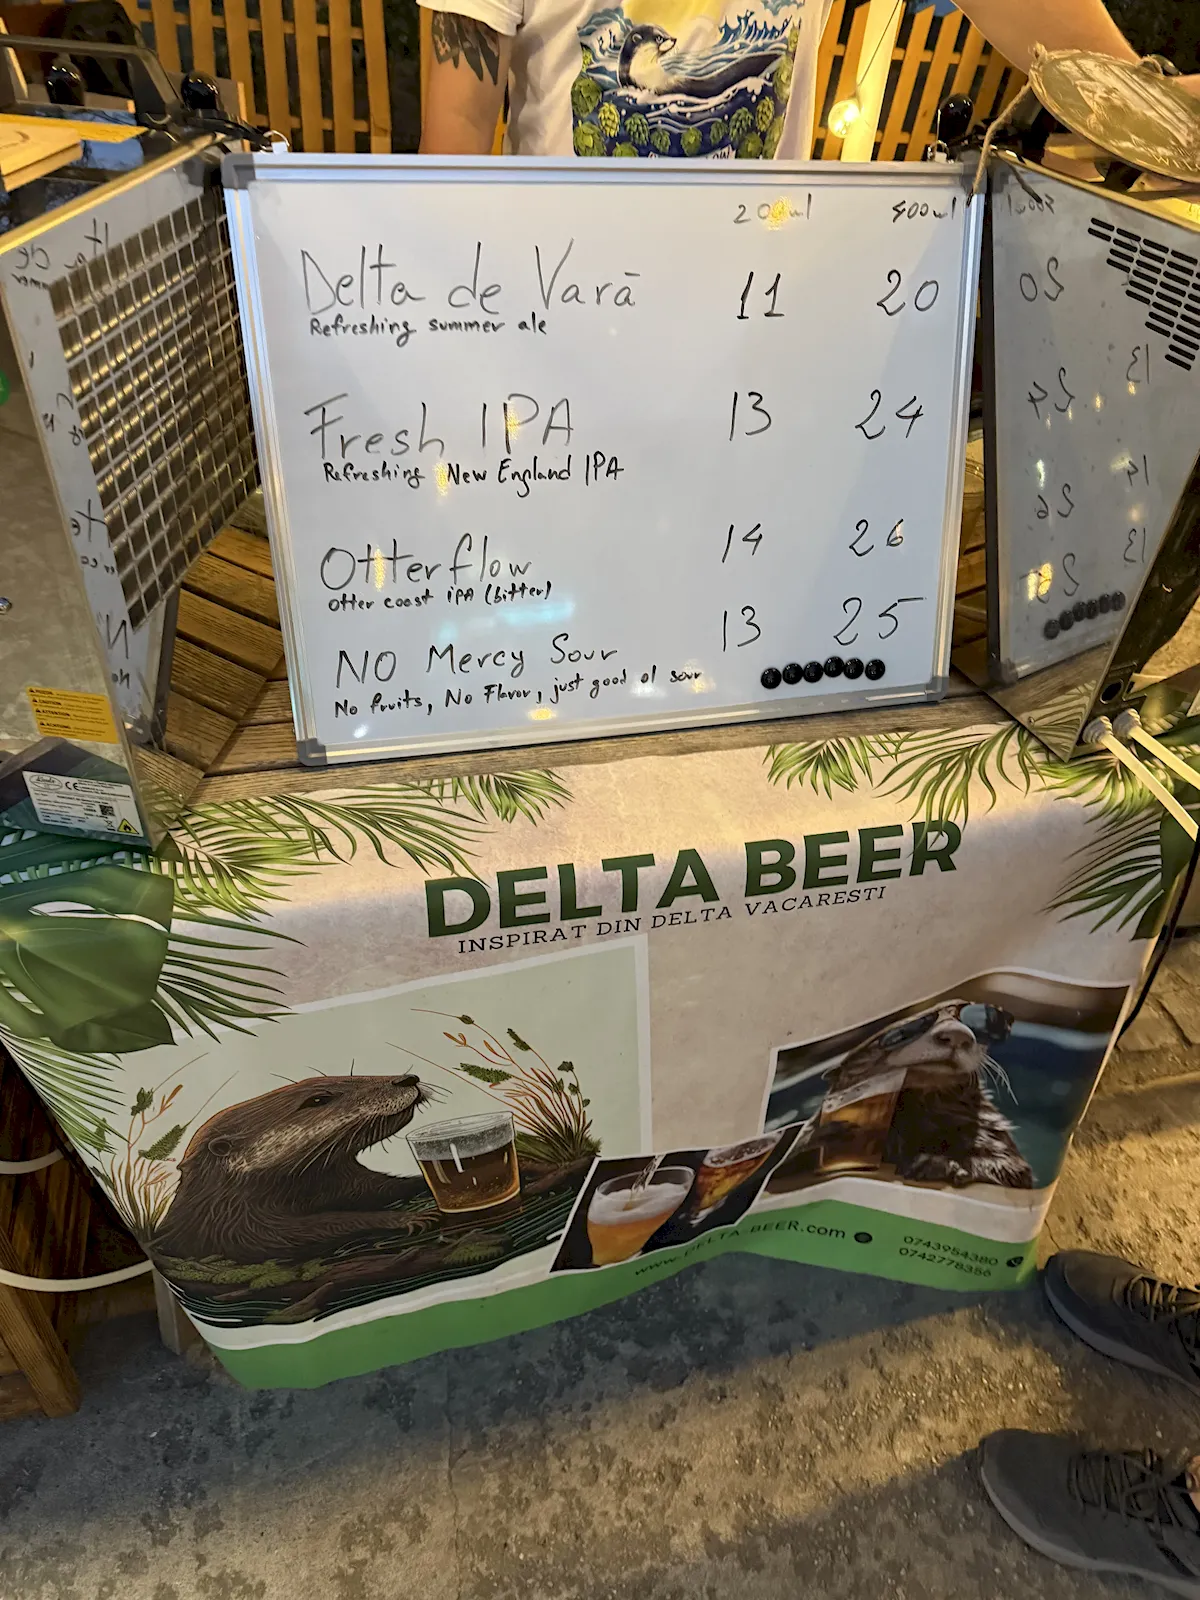 200ml 400ml
Delta de Vară 11 20
Refreshing summer ale
Fresh IPA 13 24
Refreshing New England IPA
Otter flow 14 26
Otter coast iPA (bitter)
NO Mercy Sour 13 25
No fruits, No Flavor, just good ol sour
DELTA BEER
INSPIRAT DIN DELTA VACARESTI
www.DELTA-BEER.com
0743954380
0742778356